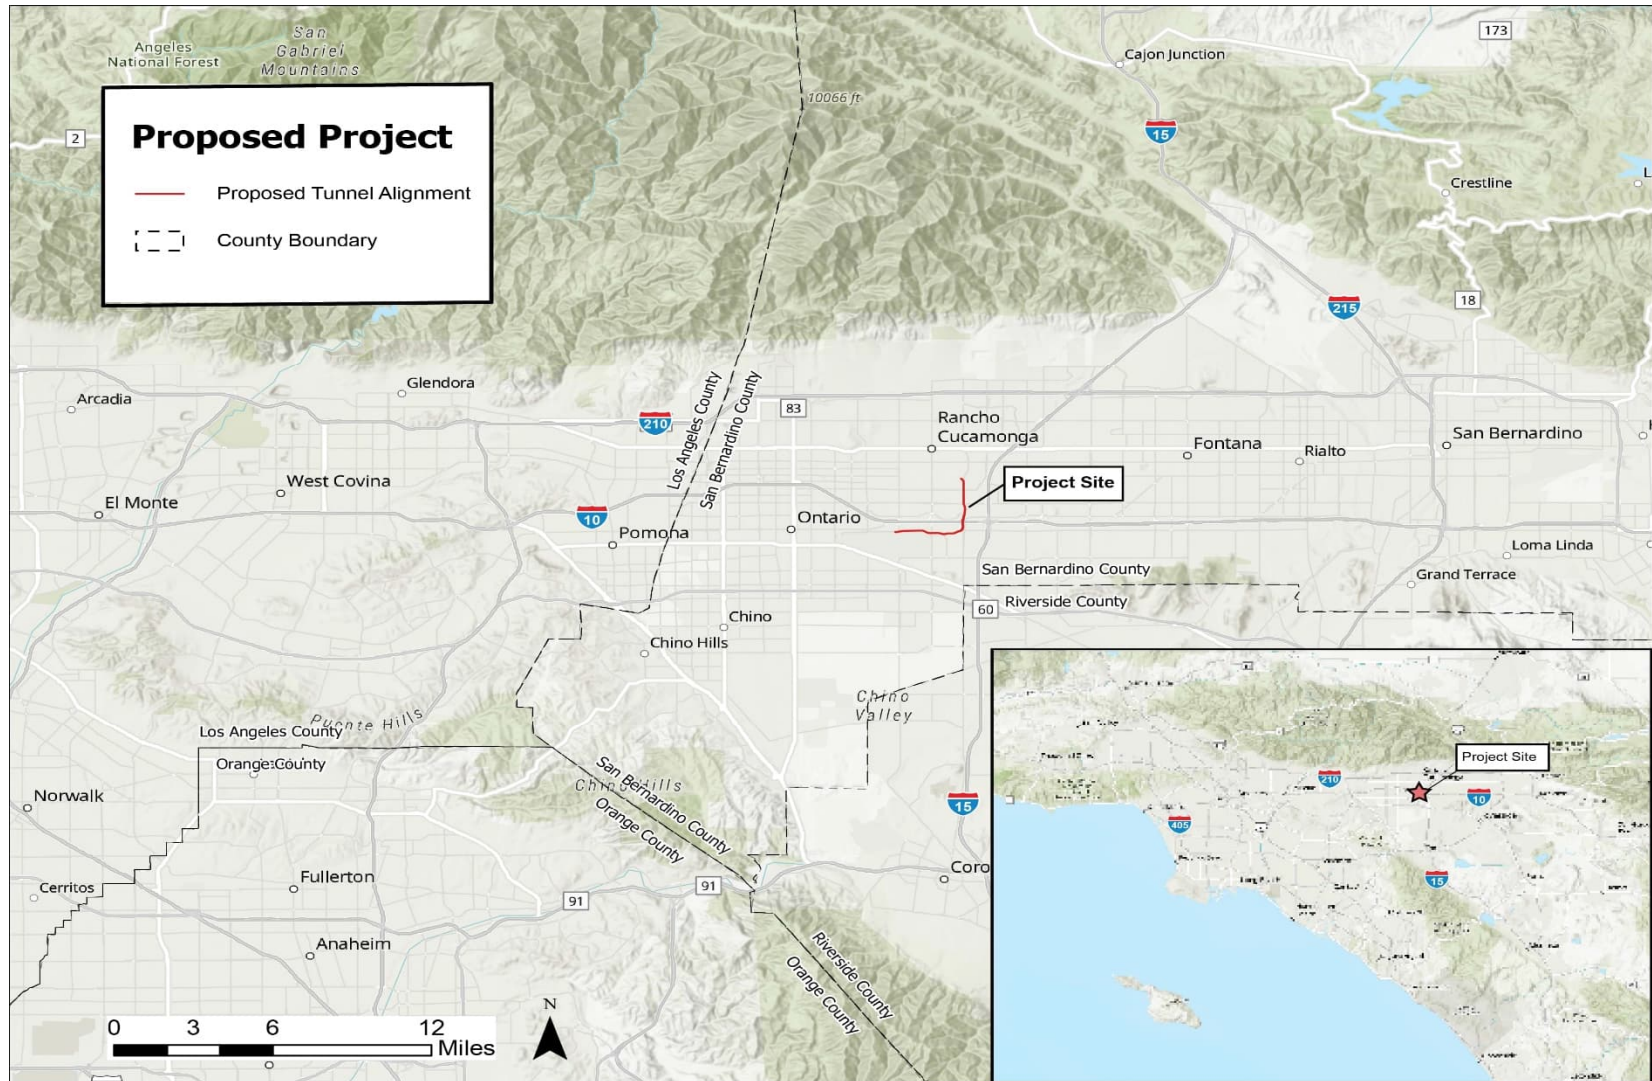 San
Gabriel
Mountains
Angeles
National Forest
173
Cajon Junction
10066 ft
Proposed Project
Proposed Tunnel Alignment
County Boundary
2
15
Crestline
L
18
215
Glendora
Arcadia
210
Los Angeles County
San Bernardino County
83
Rancho
Cucamonga
San Bernardino
H
Fontana
Rialto
Project Site
West Covina
El Monte
10
Pomona
Ontario
Loma Linda
Grand Terrace
San Bernardino County
Riverside County
60
Chino
Chino Hills
Chino
Valley
Puente Hills
Los Angeles County
Orange County
San Bernardino County
Chino Hills
Orange County
Norwalk
15
Coro
Fullerton
Cerritos
91
91
Anaheim
Riverside County
Orange County
0 3 6 12
Miles
N
Project Site
210
10
405
15